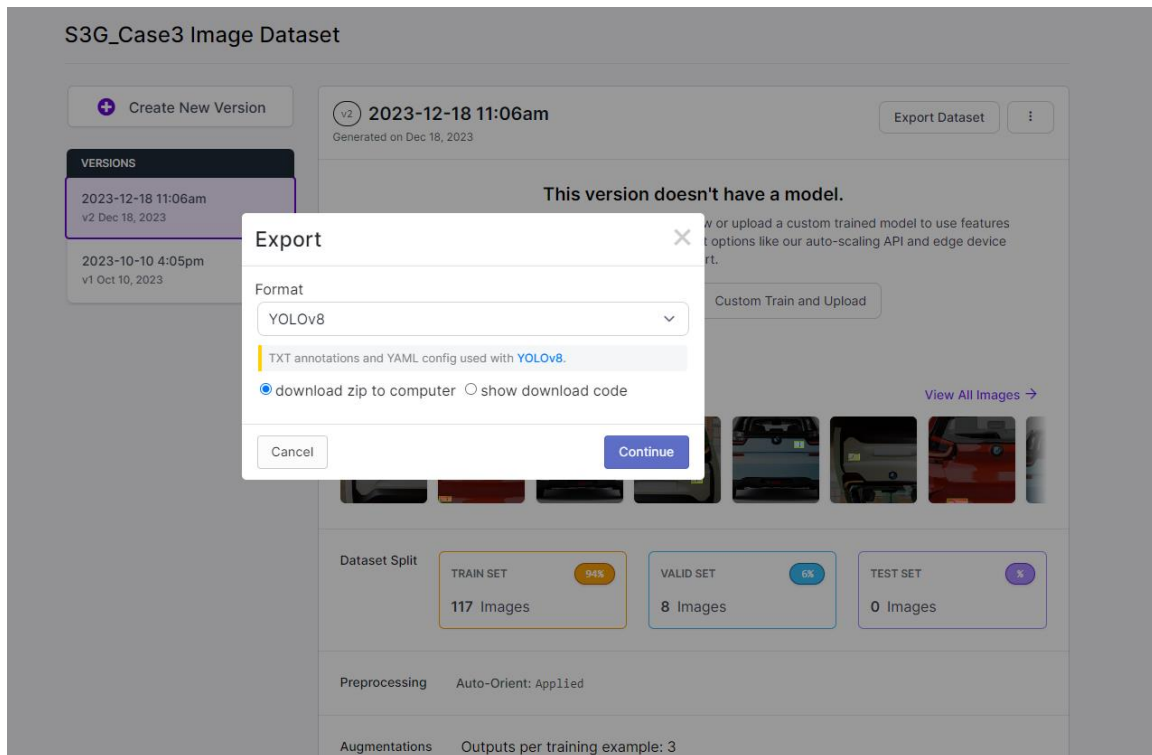 S3G_Case3 Image Dataset
Create New Version
VERSIONS
2023-12-18 11:06am
v2 Dec 18, 2023
2023-10-10 4:05pm
v1 Oct 10, 2023
v2 2023-12-18 11:06am
Generated on Dec 18, 2023
Export Dataset
This version doesn't have a model.
w or upload a custom trained model to use features
t options like our auto-scaling API and edge device
rt.
Custom Train and Upload
Export
Format
YOLOv8
TXT annotations and YAML config used with YOLOv8.
download zip to computer show download code
Cancel Continue
View All Images
Dataset Split
TRAIN SET 94%
117 Images
VALID SET 6%
8 Images
TEST SET %
0 Images
Preprocessing Auto-Orient: Applied
Augmentations Outputs per training example: 3